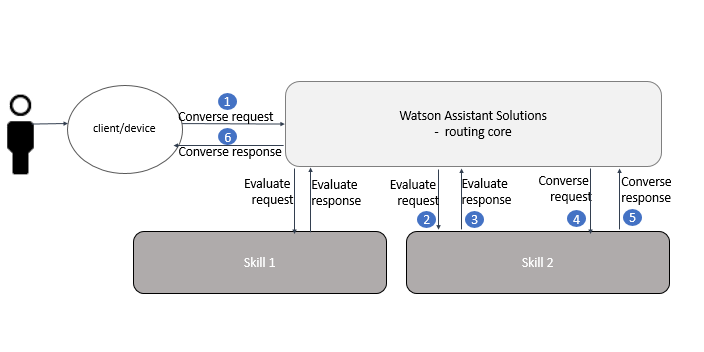 1
Converse request
6
Converse response
client/device
Watson Assistant Solutions
- routing core
Evaluate
request
Evaluate
response
Evaluate
request
2
Evaluate
response
3
Converse
request
4
Converse
response
5
Skill 1
Skill 2